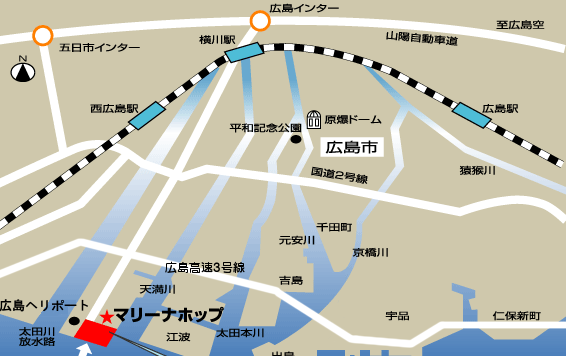 広島インター
至広島空
山陽自動車道
横川駅
五日市インター
N
西広島駅
広島駅
原爆ドーム
平和記念公園
広島市
猿猴川
国道2号線
千田町
元安川
京橋川
広島高速3号線
吉島
天満川
広島ヘリポート
マリーナホップ
宇品
仁保新町
太田川
放水路
江波
太田本川
出島